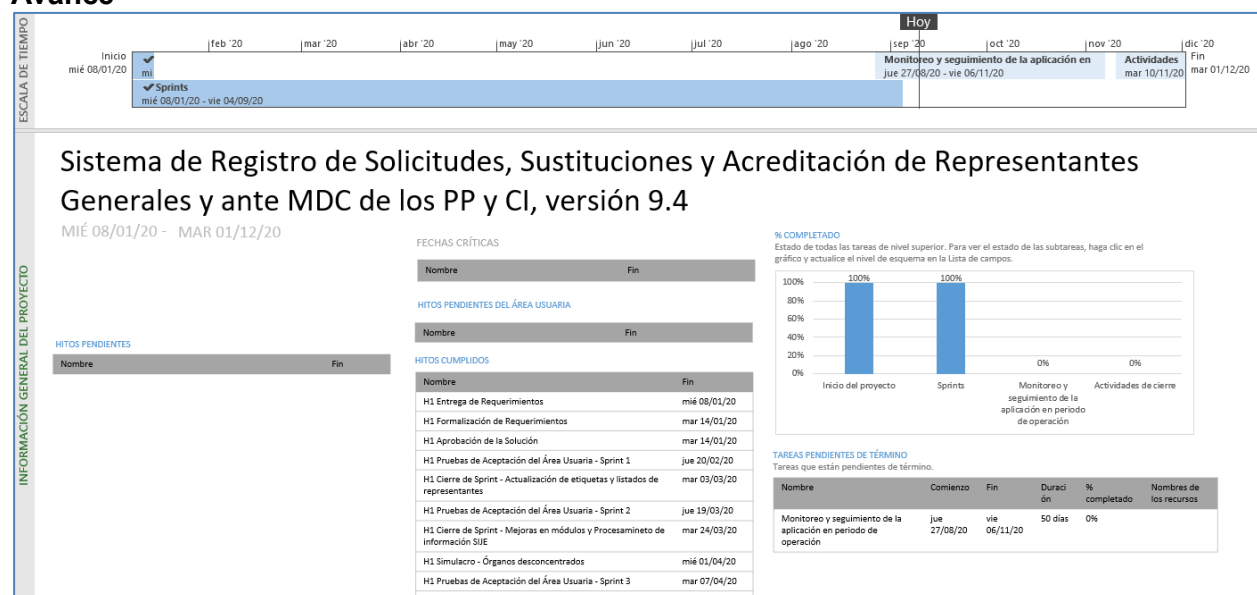 Avance
ESCALA DE TIEMPO
Hoy
feb '20
mar '20
abr '20
may '20
jun '20
jul '20
ago '20
sep '20
oct '20
nov '20
dic '20
Inicio
mié 08/01/20
mi
Monitoreo y seguimiento de la aplicación en
jue 27/08/20 - vie 06/11/20
Actividades
mar 10/11/20
Fin
mar 01/12/20
✔Sprints
mié 08/01/20 - vie 04/09/20
INFORMACIÓN GENERAL DEL PROYECTO
Sistema de Registro de Solicitudes, Sustituciones y Acreditación de Representantes
Generales y ante MDC de los PP y CI, versión 9.4
MIÉ 08/01/20 - MAR 01/12/20
HITOS PENDIENTES
Nombre Fin
FECHAS CRÍTICAS
Nombre Fin
HITOS PENDIENTES DEL ÁREA USUARIA
Nombre Fin
HITOS CUMPLIDOS
Nombre Fin
H1 Entrega de Requerimientos mié 08/01/20
H1 Formalización de Requerimientos mar 14/01/20
H1 Aprobación de la Solución mar 14/01/20
H1 Pruebas de Aceptación del Área Usuaria - Sprint 1 jue 20/02/20
H1 Cierre de Sprint - Actualización de etiquetas y listados de mar 03/03/20
representantes
H1 Pruebas de Aceptación del Área Usuaria - Sprint 2 jue 19/03/20
H1 Cierre de Sprint - Mejoras en módulos y Procesamineto de mar 24/03/20
información SIJE
H1 Simulacro - Órganos desconcentrados mié 01/04/20
H1 Pruebas de Aceptación del Área Usuaria - Sprint 3 mar 07/04/20
% COMPLETADO
Estado de todas las tareas de nivel superior. Para ver el estado de las subtareas, haga clic en el
gráfico y actualice el nivel de esquema en la Lista de campos.
100%
80%
60%
40%
20%
0%
100%
100%
0%
0%
Inicio del proyecto
Sprints
Monitoreo y
seguimiento de la
aplicación en periodo
de operación
Actividades de cierre
TAREAS PENDIENTES DE TÉRMINO
Tareas que están pendientes de término.
Nombre Comienzo Fin Duraci % Nombres de
ón completado los recursos
Monitoreo y seguimiento de la jue vie 50 días 0%
aplicación en periodo de 27/08/20 06/11/20
operación